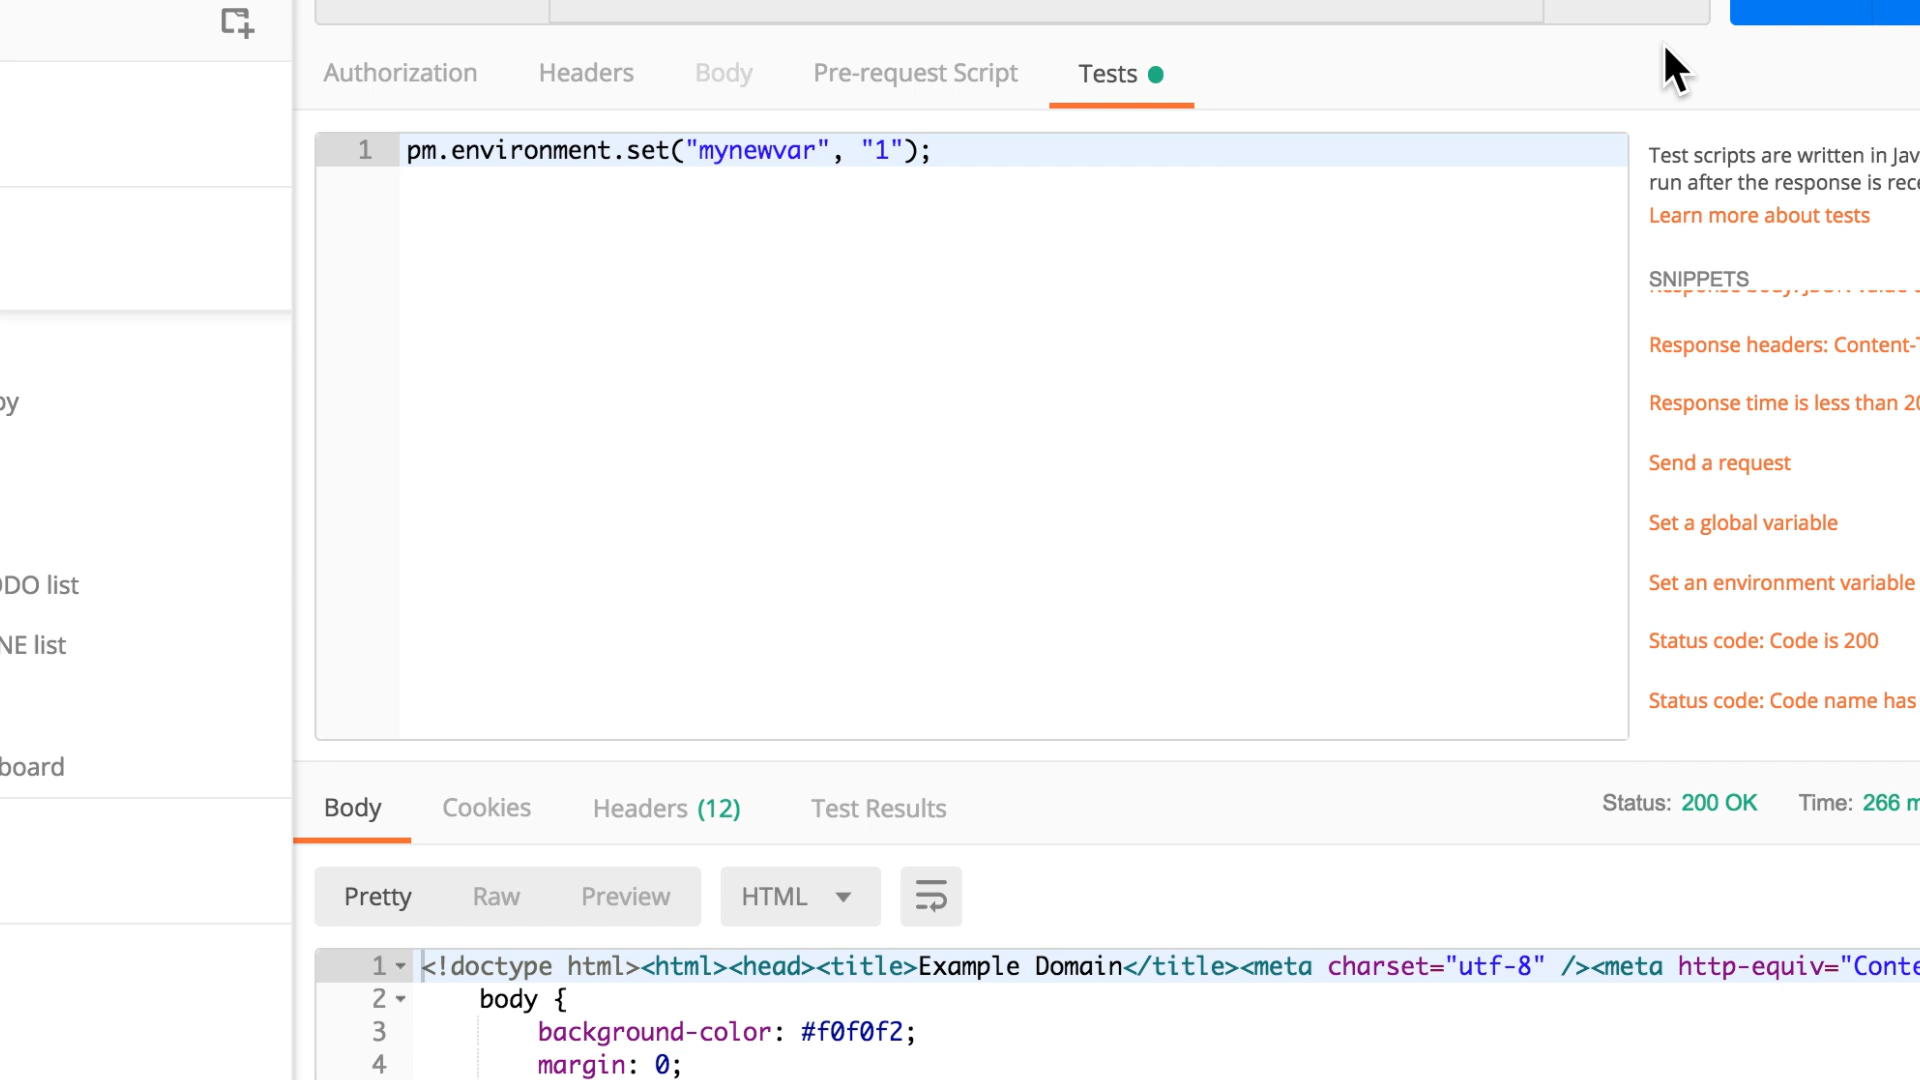 Authorization Headers Body Pre-request Script Tests
1 pm.environment.set("mynewvar", "1");
Test scripts are written in Jav
run after the response is rece
Learn more about tests
SNIPPETS
Response headers: Content-T
Response time is less than 20
Send a request
Set a global variable
Set an environment variable
Status code: Code is 200
Status code: Code name has
py
ODO list
NE list
board
Body Cookies Headers (12) Test Results
Status: 200 OK Time: 266 m
Pretty Raw Preview HTML
1 <!doctype html><html><head><title>Example Domain</title><meta charset="utf-8" /><meta http-equiv="Conte
2 body {
3 background-color: #f0f0f2;
4 margin: 0;